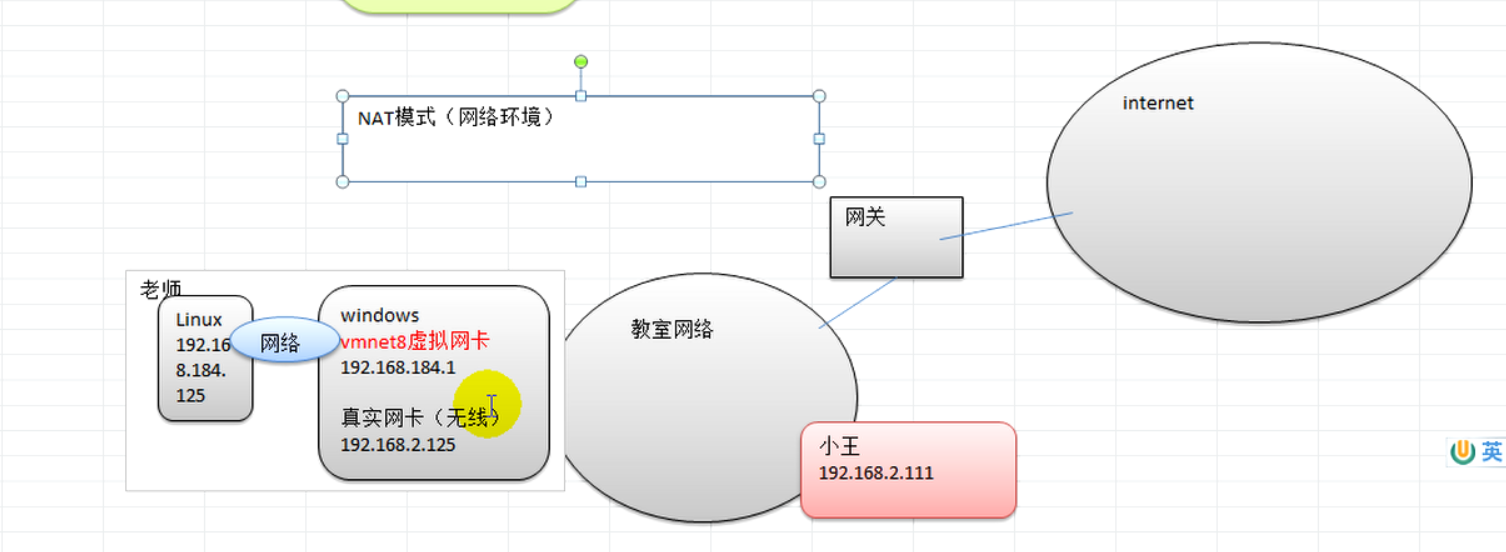 NAT模式（网络环境）
internet
网关
老师
Linux
192.16
8.184.
125
网络
windows
vmnet8虚拟网卡
192.168.184.1
真实网卡（无线）
192.168.2.125
教室网络
小王
192.168.2.111
英